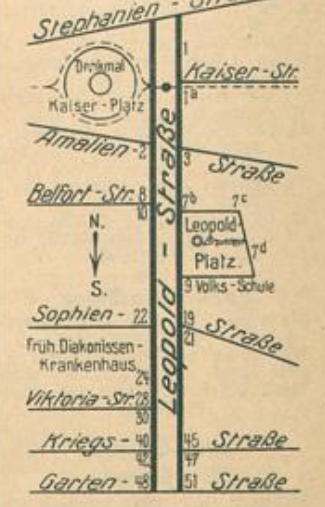 Stephanien - Str
1
Denkmal
Kaiser - Platz
Kaiser - Str.
1a
Amalien - 2
3 Straße
Belfort - Str. 8
10
7b
7c
Leopold -
Platz.
7d
N.
S.
9 Volks - Schule
Leopold - Straße
Sophien - 22
19
21
Straße
Früh. Diakonissen -
Krankenhaus
24
Viktoria - Str. 28
30
Kriegs - 40
45 Straße
42
47
Garten - 48
51 Straße